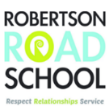 ROBERTSON
ROAD
SCHOOL
Respect Relationships Service